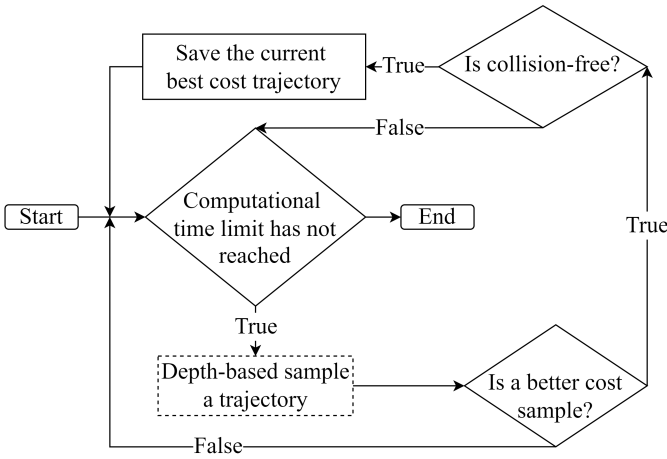 Save the current
best cost trajectory
True
Is collision-free?
False
Start
Computational
time limit has not
reached
End
True
True
Depth-based sample
a trajectory
Is a better cost
sample?
False